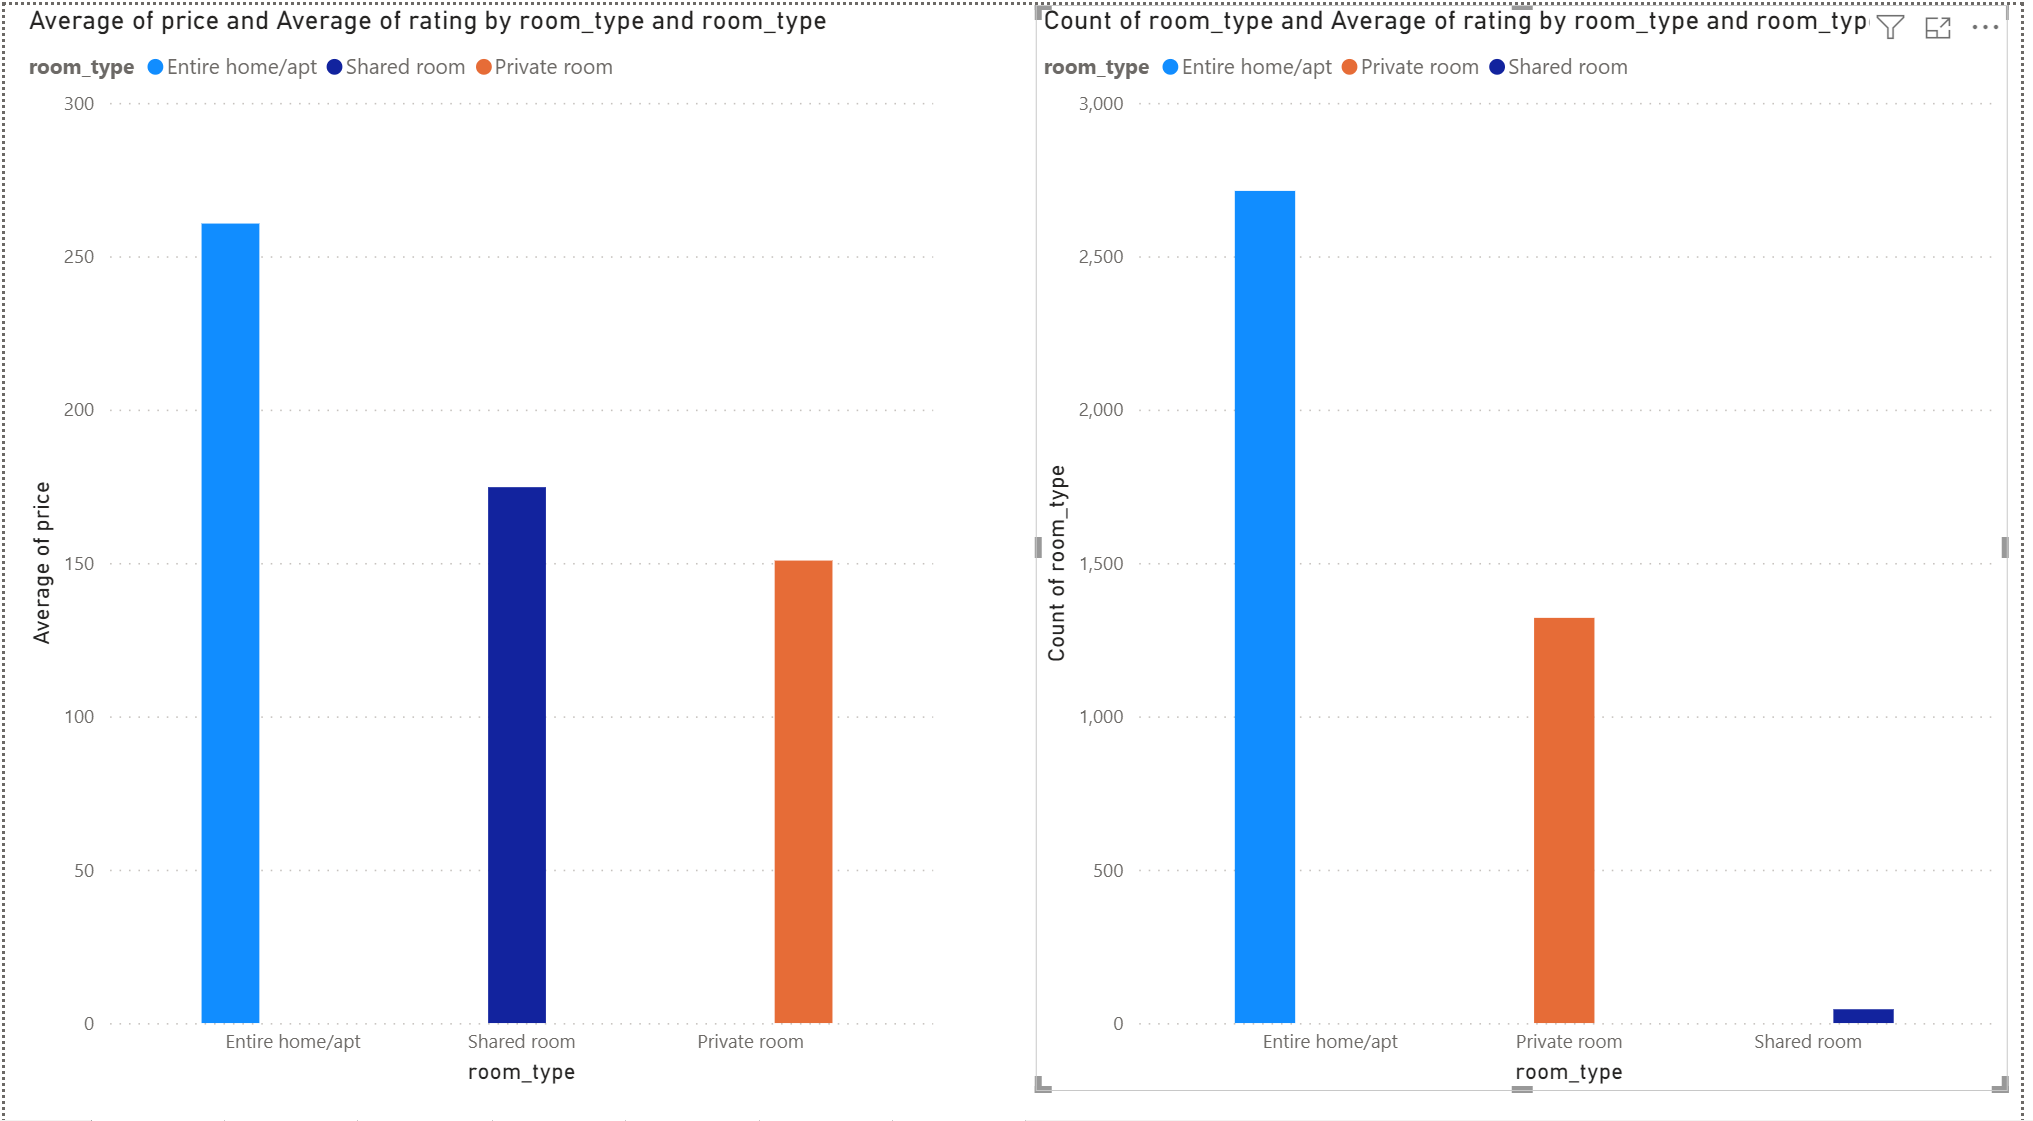 Average of price and Average of rating by room_type and room_type
room_type Entire home/apt Shared room Private room
300
250
200
150
100
50
0
Average of price
Entire home/apt Shared room Private room
room_type
Count of room_type and Average of rating by room_type and room_typ
room_type Entire home/apt Private room Shared room
3,000
2,500
2,000
1,500
1,000
500
0
Count of room_type
Entire home/apt Private room Shared room
room_type